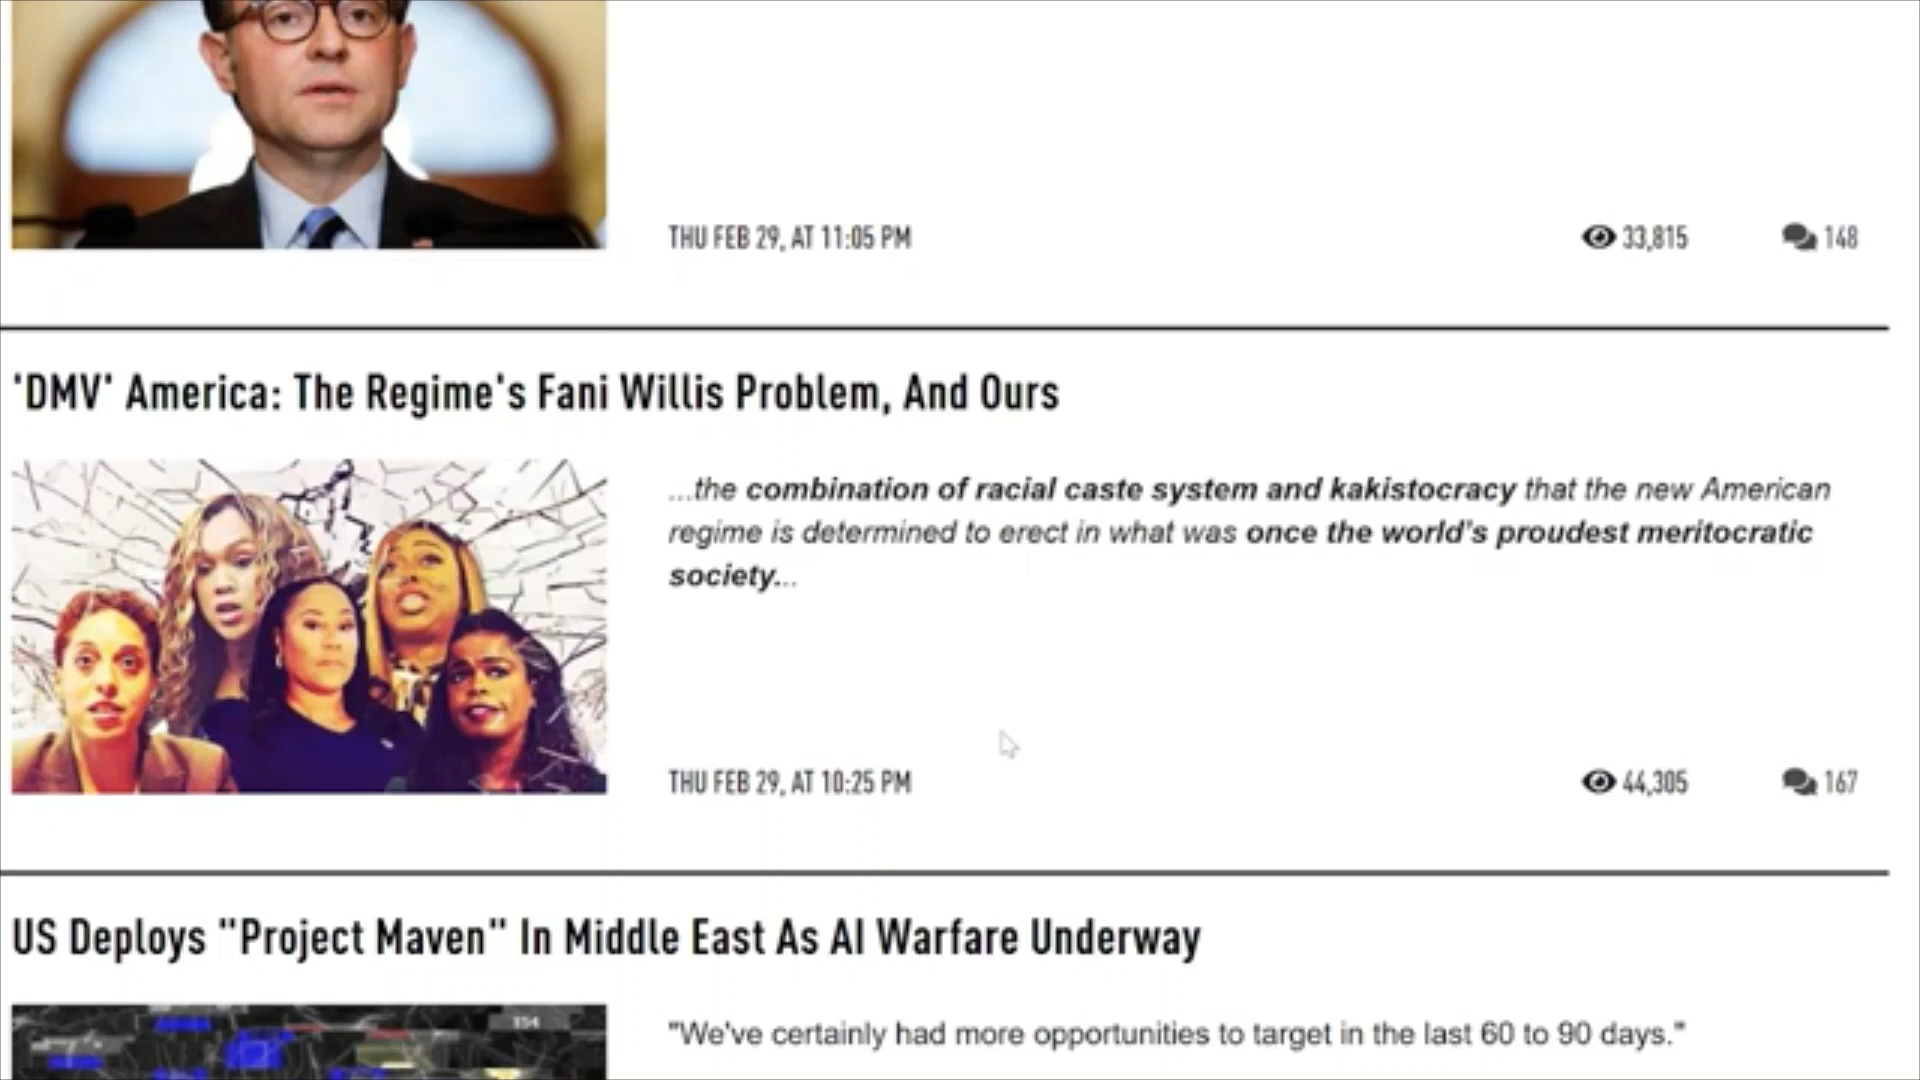 THU FEB 29, AT 11:05 PM 33,815 148
'DMV' America: The Regime's Fani Willis Problem, And Ours
...the combination of racial caste system and kakistocracy that the new American
regime is determined to erect in what was once the world's proudest meritocratic
society...
THU FEB 29, AT 10:25 PM 44,305 167
US Deploys "Project Maven" In Middle East As AI Warfare Underway
"We've certainly had more opportunities to target in the last 60 to 90 days."